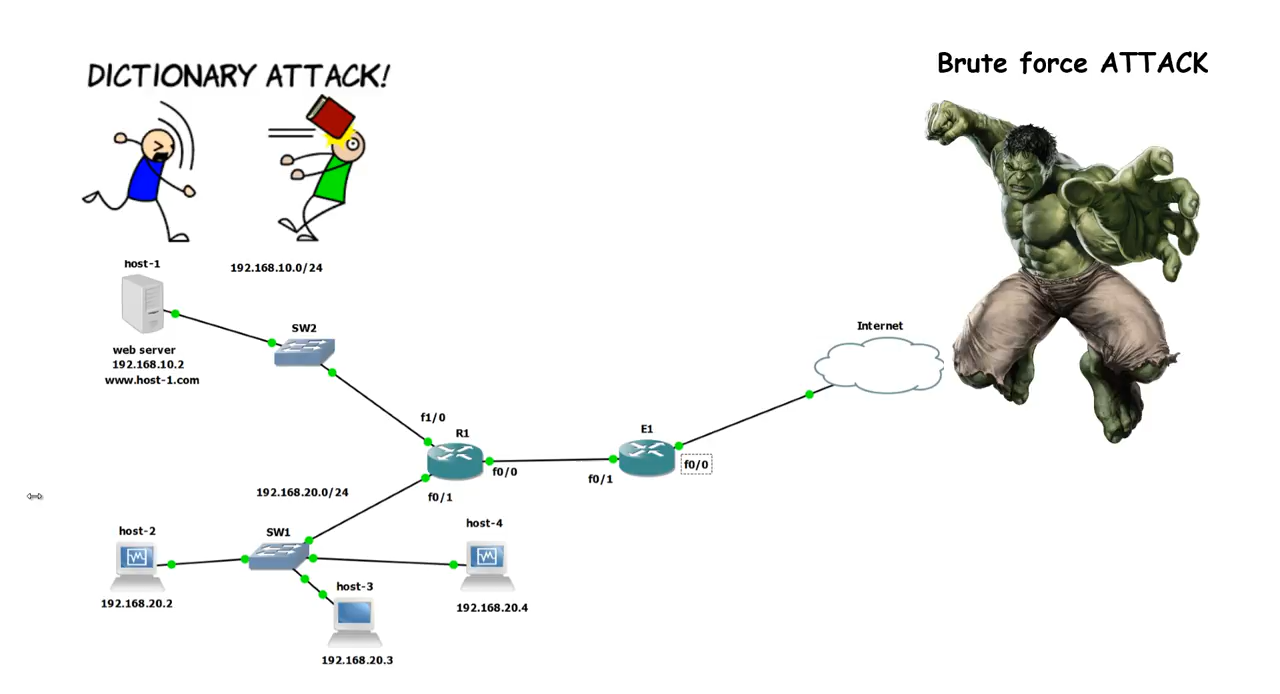 DICTIONARY ATTACK!
Brute force ATTACK
host-1
192.168.10.0/24
SW2
web server
192.168.10.2
www.host-1.com
Internet
f1/0
R1
f0/0
f0/1
E1
f0/1
f0/0
192.168.20.0/24
host-2
192.168.20.2
SW1
host-3
192.168.20.3
host-4
192.168.20.4